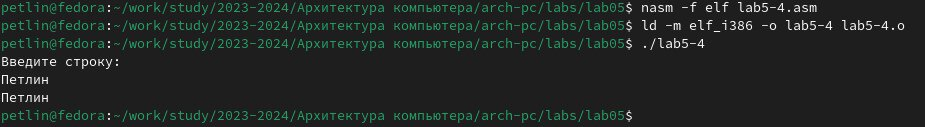 petlin@fedora:~/work/study/2023-2024/Архитектура компьютера/arch-pc/labs/lab05$ nasm -f elf lab5-4.asm
petlin@fedora:~/work/study/2023-2024/Архитектура компьютера/arch-pc/labs/lab05$ ld -m elf_i386 -o lab5-4 lab5-4.o
petlin@fedora:~/work/study/2023-2024/Архитектура компьютера/arch-pc/labs/lab05$ ./lab5-4
Введите строку:
Петлин
Петлин
petlin@fedora:~/work/study/2023-2024/Архитектура компьютера/arch-pc/labs/lab05$